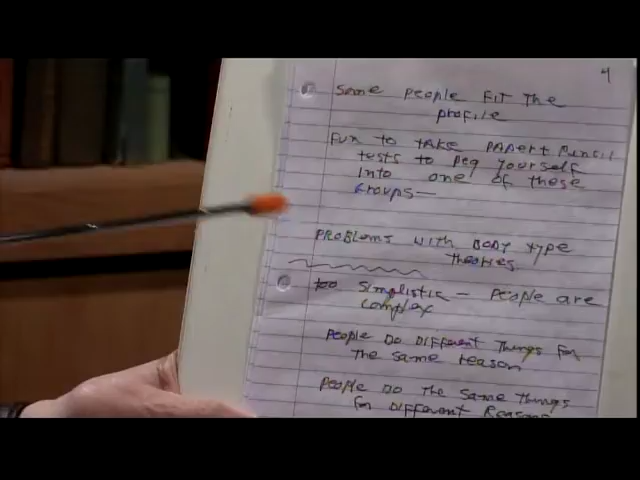 4
Some people Fit The
profile
Fun to take paper + pencil
tests to peg yourself
Into one of these
Groups—
PROBLEMS with BODY type
theories
too Simplistic — people are
complex
people Do Different Things for
The same reason
people Do The same Things
for Different Reasons